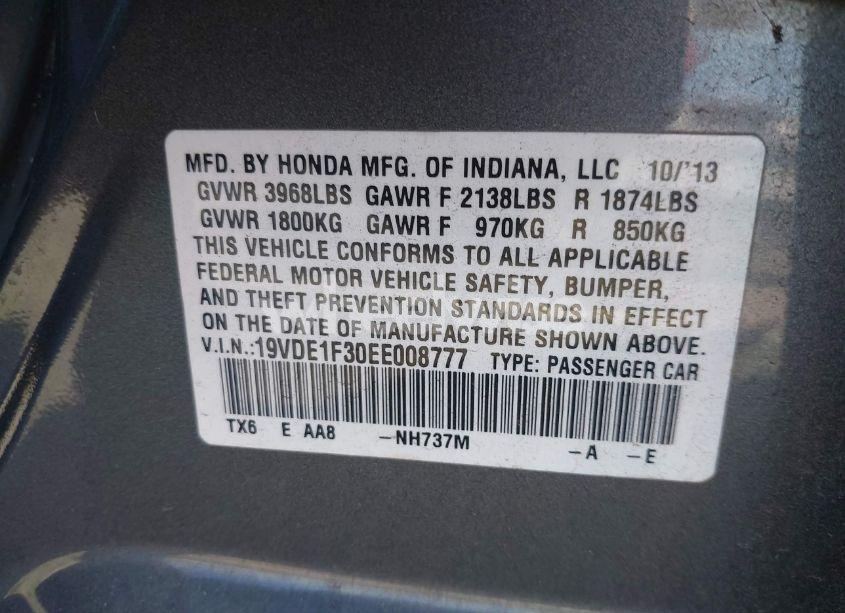 MFD. BY HONDA MFG. OF INDIANA, LLC 10/'13
GVWR 3968LBS GAWR F 2138LBS R 1874LBS
GVWR 1800KG GAWR F 970KG R 850KG
THIS VEHICLE CONFORMS TO ALL APPLICABLE
FEDERAL MOTOR VEHICLE SAFETY, BUMPER,
AND THEFT PREVENTION STANDARDS IN EFFECT
ON THE DATE OF MANUFACTURE SHOWN ABOVE.
V.I.N.:19VDE1F30EE008777 TYPE: PASSENGER CAR
TX6 E AA8 -NH737M -A -E